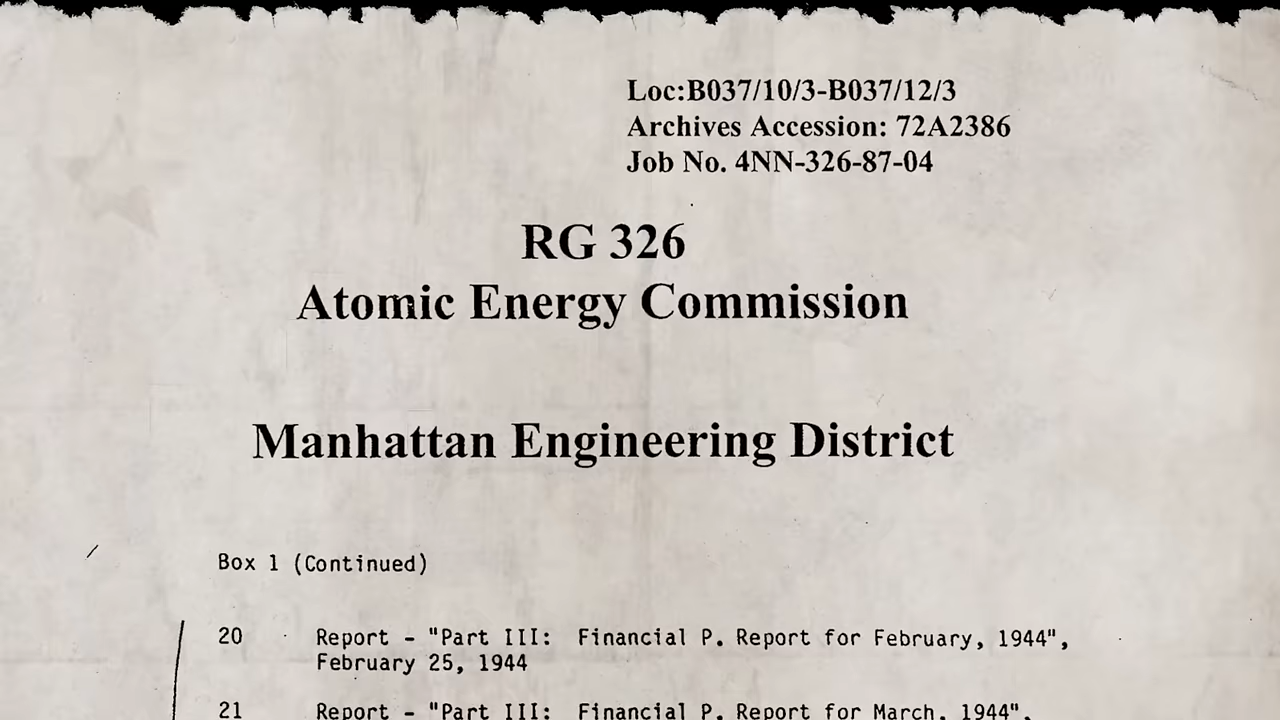 Loc:B037/10/3-B037/12/3
Archives Accession: 72A2386
Job No. 4NN-326-87-04
RG 326
Atomic Energy Commission
Manhattan Engineering District
Box 1 (Continued)
20 Report - "Part III: Financial P. Report for February, 1944",
February 25, 1944
21 Report - "Part III: Financial P. Report for March, 1944",